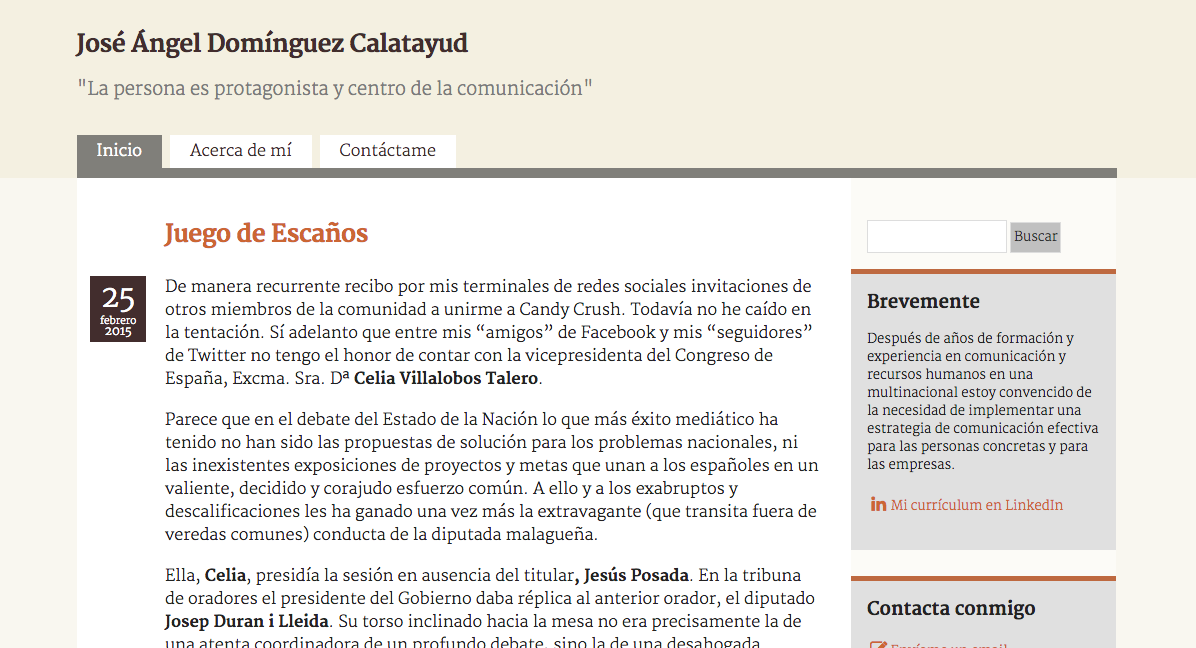 José Ángel Domínguez Calatayud
"La persona es protagonista y centro de la comunicación"
Inicio
Acerca de mí
Contáctame
Juego de Escaños
25
febrero
2015
De manera recurrente recibo por mis terminales de redes sociales invitaciones de
otros miembros de la comunidad a unirme a Candy Crush. Todavía no he caído en
la tentación. Sí adelanto que entre mis “amigos” de Facebook y mis “seguidores”
de Twitter no tengo el honor de contar con la vicepresidenta del Congreso de
España, Excma. Sra. Dª Celia Villalobos Talero.
Parece que en el debate del Estado de la Nación lo que más éxito mediático ha
tenido no han sido las propuestas de solución para los problemas nacionales, ni
las inexistentes exposiciones de proyectos y metas que unan a los españoles en un
valiente, decidido y corajudo esfuerzo común. A ello y a los exabruptos y
descalificaciones les ha ganado una vez más la extravagante (que transita fuera de
veredas comunes) conducta de la diputada malagueña.
Ella, Celia, presidía la sesión en ausencia del titular, Jesús Posada. En la tribuna
de oradores el presidente del Gobierno daba réplica al anterior orador, el diputado
Josep Duran i Lleida. Su torso inclinado hacia la mesa no era precisamente la de
una atenta coordinadora de un profundo debate, sino la de una desahogada
Buscar
Brevemente
Después de años de formación y
experiencia en comunicación y
recursos humanos en una
multinacional estoy convencido de
la necesidad de implementar una
estrategia de comunicación efectiva
para las personas concretas y para
las empresas.
Mi currículum en LinkedIn
Contacta conmigo
Envíame un email